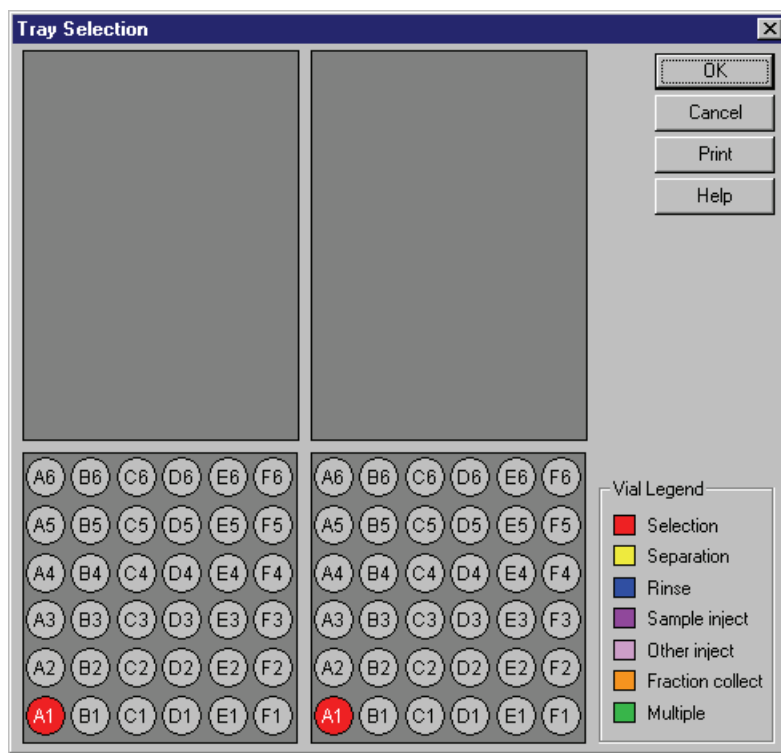 Tray Selection
OK
Cancel
Print
Help
A6 B6 C6 D6 E6 F6 A6 B6 C6 D6 E6 F6
A5 B5 C5 D5 E5 F5 A5 B5 C5 D5 E5 F5
A4 B4 C4 D4 E4 F4 A4 B4 C4 D4 E4 F4
A3 B3 C3 D3 E3 F3 A3 B3 C3 D3 E3 F3
A2 B2 C2 D2 E2 F2 A2 B2 C2 D2 E2 F2
A1 B1 C1 D1 E1 F1 A1 B1 C1 D1 E1 F1
Vial Legend
Selection
Separation
Rinse
Sample inject
Other inject
Fraction collect
Multiple